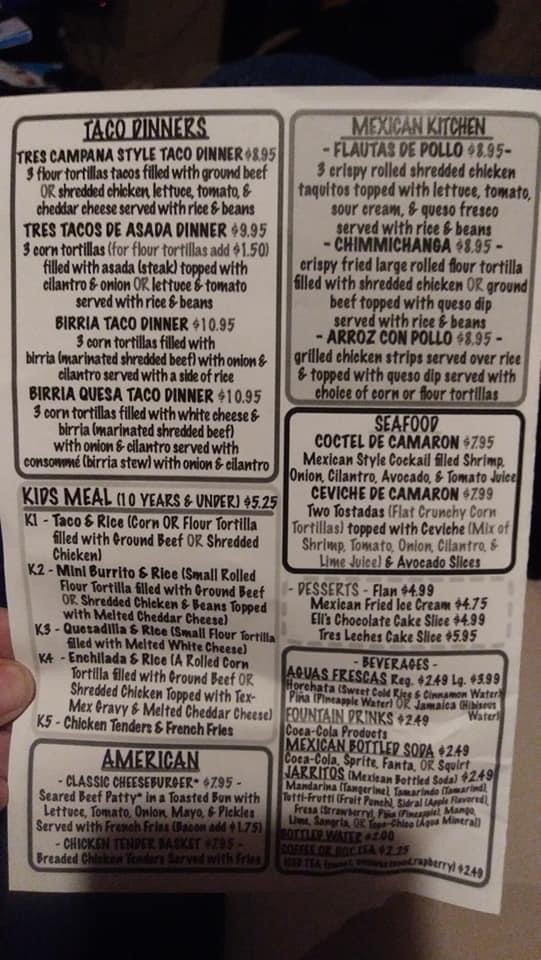 TACO DINNERS
TRES CAMPANA STYLE TACO DINNER $8.95
3 flour tortillas tacos filled with ground beef
OR shredded chicken, lettuce, tomato, &
cheddar cheese served with rice & beans
TRES TACOS DE ASADA DINNER $9.95
3 corn tortillas (for flour tortillas add $1.50)
filled with asada (steak) topped with
cilantro & onion OR lettuce & tomato
served with rice & beans
BIRRIA TACO DINNER $10.95
3 corn tortillas filled with
birria (marinated shredded beef) with onion &
cilantro served with a side of rice
BIRRIA QUESA TACO DINNER $10.95
3 corn tortillas filled with white cheese &
birria (marinated shredded beef)
with onion & cilantro served with
consommé (birria stew) with onion & cilantro
KIDS MEAL (10 YEARS & UNDER) $5.25
K1 - Taco & Rice (Corn OR Flour Tortilla
filled with Ground Beef OR Shredded
Chicken)
K2 - Mini Burrito & Rice (Small Rolled
Flour Tortilla filled with Ground Beef
OR Shredded Chicken & Beans Topped
with Melted Cheddar Cheese)
K3 - Quesadilla & Rice (Small Flour Tortilla
filled with Melted White Cheese)
K4 - Enchilada & Rice (A Rolled Corn
Tortilla filled with Ground Beef OR
Shredded Chicken Topped with Tex-
Mex Gravy & Melted Cheddar Cheese)
K5 - Chicken Tenders & French Fries
AMERICAN
- CLASSIC CHEESEBURGER* $7.95 -
Seared Beef Patty* in a Toasted Bun with
Lettuce, Tomato, Onion, Mayo, & Pickles
Served with French Fries (Bacon add $1.75)
- CHICKEN TENDER BASKET $7.95 -
Breaded Chicken Tenders Served with Fries
MEXICAN KITCHEN
- FLAUTAS DE POLLO $8.95-
3 crispy rolled shredded chicken
taquitos topped with lettuce, tomato,
sour cream, & queso fresco
served with rice & beans
- CHIMMICHANGA $8.95 -
crispy fried large rolled flour tortilla
filled with shredded chicken OR ground
beef topped with queso dip
served with rice & beans
- ARROZ CON POLLO $8.95 -
grilled chicken strips served over rice
& topped with queso dip served with
choice of corn or flour tortillas
SEAFOOD
COCTEL DE CAMARON $7.95
Mexican Style Cockail filled Shrimp,
Onion, Cilantro, Avocado, & Tomato Juice
CEVICHE DE CAMARON $7.99
Two Tostadas (Flat Crunchy Corn
Tortillas) topped with Ceviche (Mix of
Shrimp, Tomato, Onion, Cilantro, &
Lime Juice) & Avocado Slices
- DESSERTS - Flan $4.99
Mexican Fried Ice Cream $4.75
Eli's Chocolate Cake Slice $4.99
Tres Leches Cake Slice $5.95
- BEVERAGES -
AGUAS FRESCAS Reg. $2.49 Lg. $3.99
Horchata (Sweet Cold Rice & Cinnamon Water)
Piña (Pineapple Water) OR Jamaica (Hibiscus
Water)
FOUNTAIN DRINKS $2.49
Coca-Cola Products
MEXICAN BOTTLED SODA $2.49
Coca-Cola, Sprite, Fanta, OR Squirt
JARRITOS (Mexican Bottled Soda) $2.49
Mandarina (Tangerine), Tamarindo (Tamarind),
Tutti-Frutti (Fruit Punch), Sidral (Apple Flavored),
Fresa (Strawberry), Piña (Pineapple), Mango,
Lime, Sangria, OR Topo-Chico (Agua Mineral)
BOTTLED WATER $2.00
COFFEE OR HOT TEA $2.25
ICED TEA (sweet, unsweetened, raspberry) $2.49